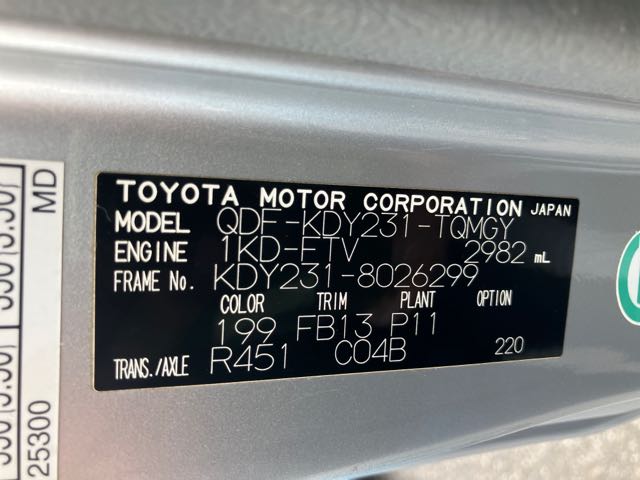 TOYOTA MOTOR CORPORATION JAPAN
MODEL QDF-KDY231-TQMGY
ENGINE 1KD-FTV 2982 mL
FRAME No. KDY231-8026299
COLOR TRIM PLANT OPTION
199 FB13 P11
TRANS./AXLE R451 C04B 220
MD
25300